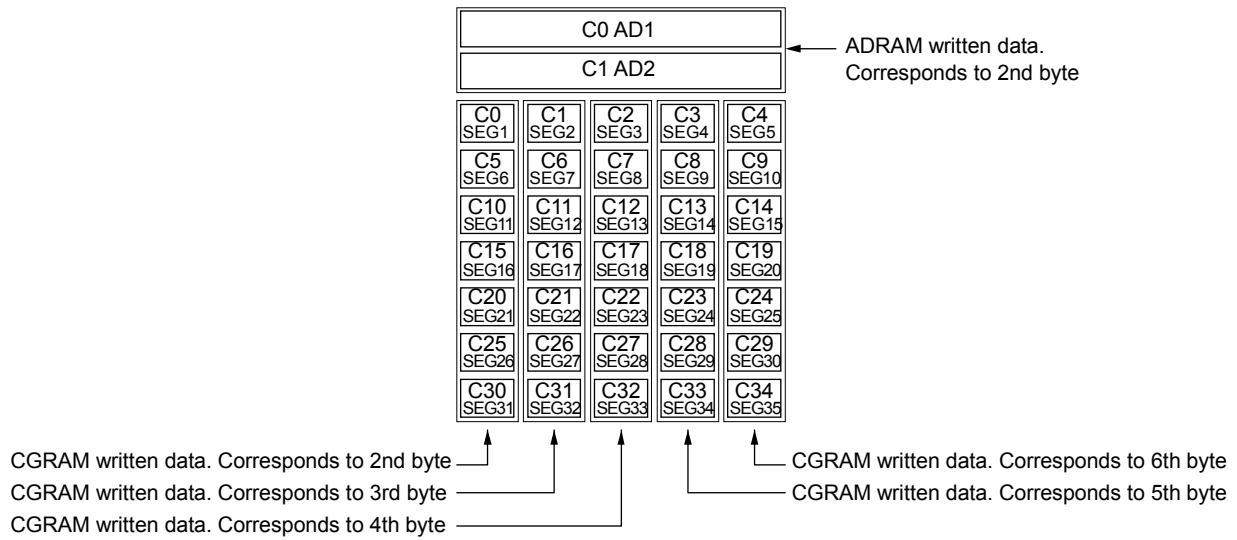 C0 AD1
C1 AD2
ADRAM written data.
Corresponds to 2nd byte
C0 C1 C2 C3 C4
SEG1 SEG2 SEG3 SEG4 SEG5
C5 C6 C7 C8 C9
SEG6 SEG7 SEG8 SEG9 SEG10
C10 C11 C12 C13 C14
SEG11 SEG12 SEG13 SEG14 SEG15
C15 C16 C17 C18 C19
SEG16 SEG17 SEG18 SEG19 SEG20
C20 C21 C22 C23 C24
SEG21 SEG22 SEG23 SEG24 SEG25
C25 C26 C27 C28 C29
SEG26 SEG27 SEG28 SEG29 SEG30
C30 C31 C32 C33 C34
SEG31 SEG32 SEG33 SEG34 SEG35
CGRAM written data. Corresponds to 2nd byte
CGRAM written data. Corresponds to 3rd byte
CGRAM written data. Corresponds to 4th byte
CGRAM written data. Corresponds to 6th byte
CGRAM written data. Corresponds to 5th byte